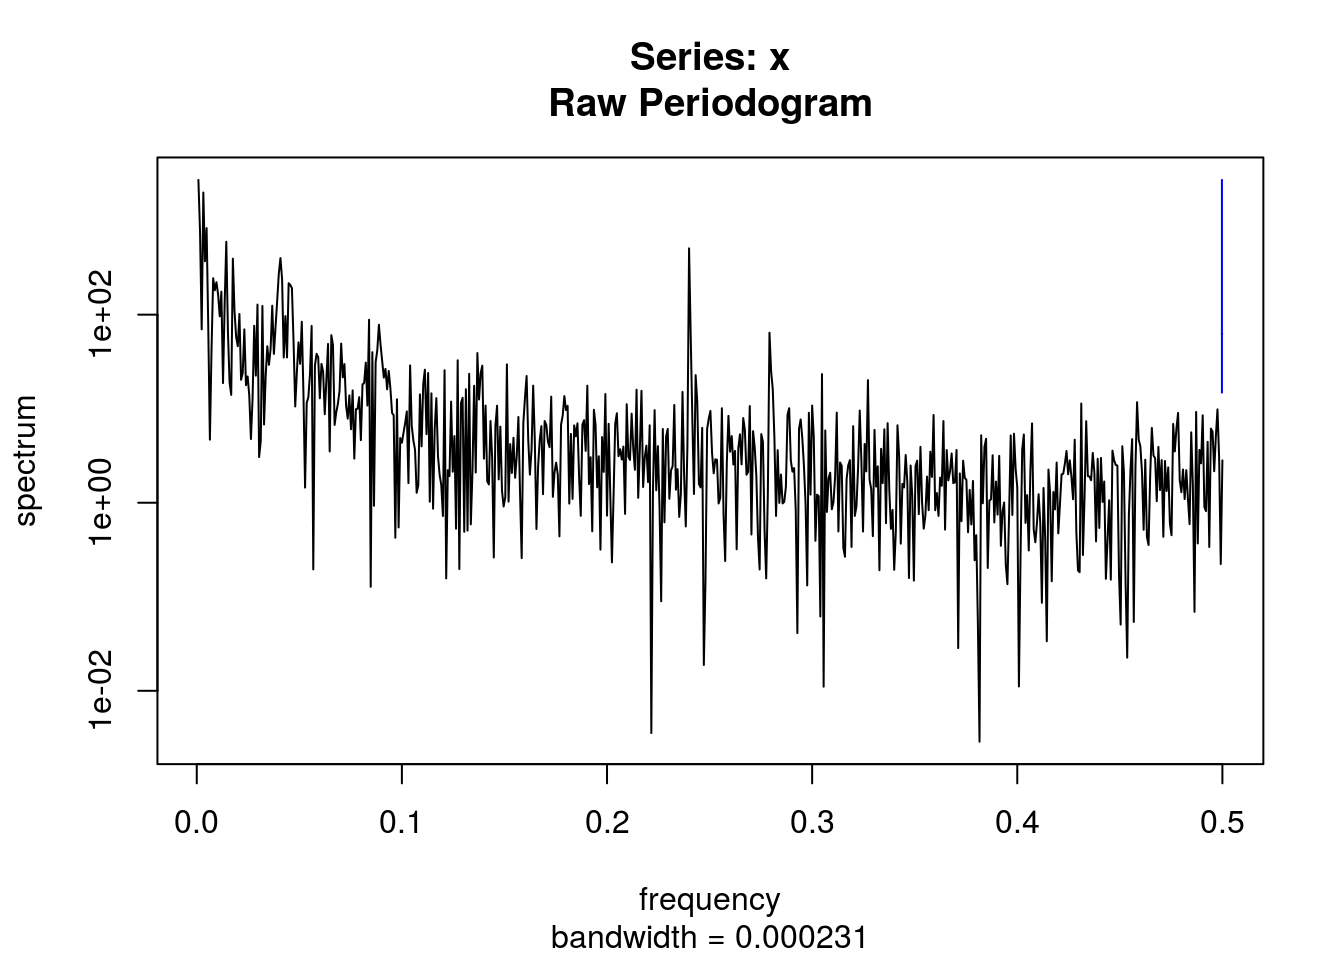 Series: x
Raw Periodogram
spectrum
1e+02
1e+00
1e-02
0.0 0.1 0.2 0.3 0.4 0.5
frequency
bandwidth = 0.000231